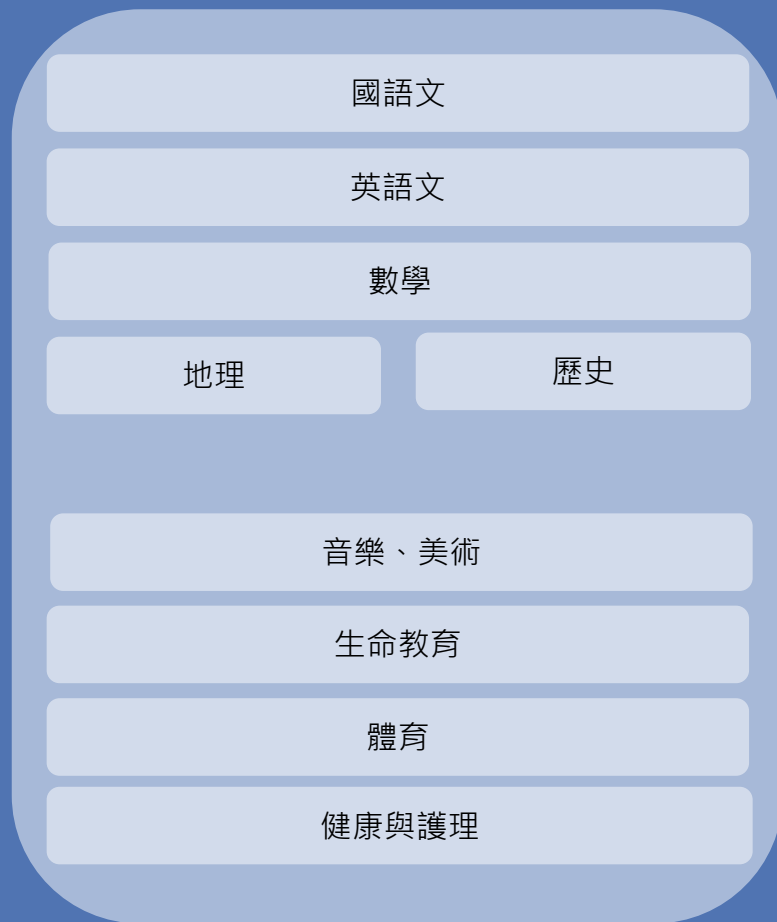 國語文
英語文
數學
地理
歷史
音樂、美術
生命教育
體育
健康與護理